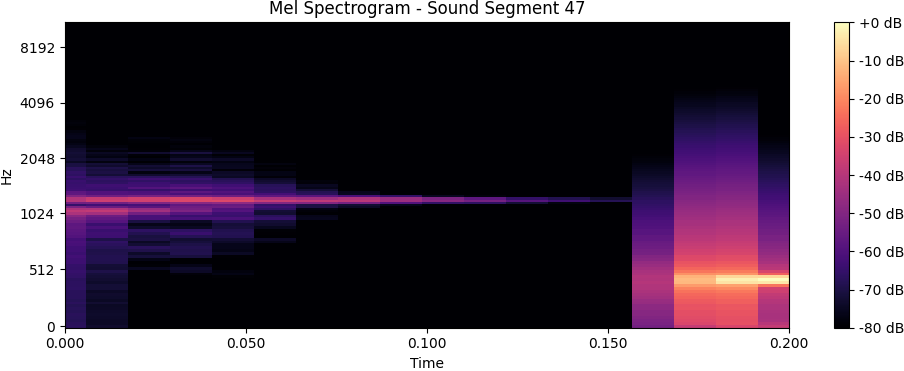 Mel Spectrogram - Sound Segment 47
8192
4096
2048
1024
512
0
Hz
0.000 0.050 0.100 0.150 0.200
Time
+0 dB
-10 dB
-20 dB
-30 dB
-40 dB
-50 dB
-60 dB
-70 dB
-80 dB